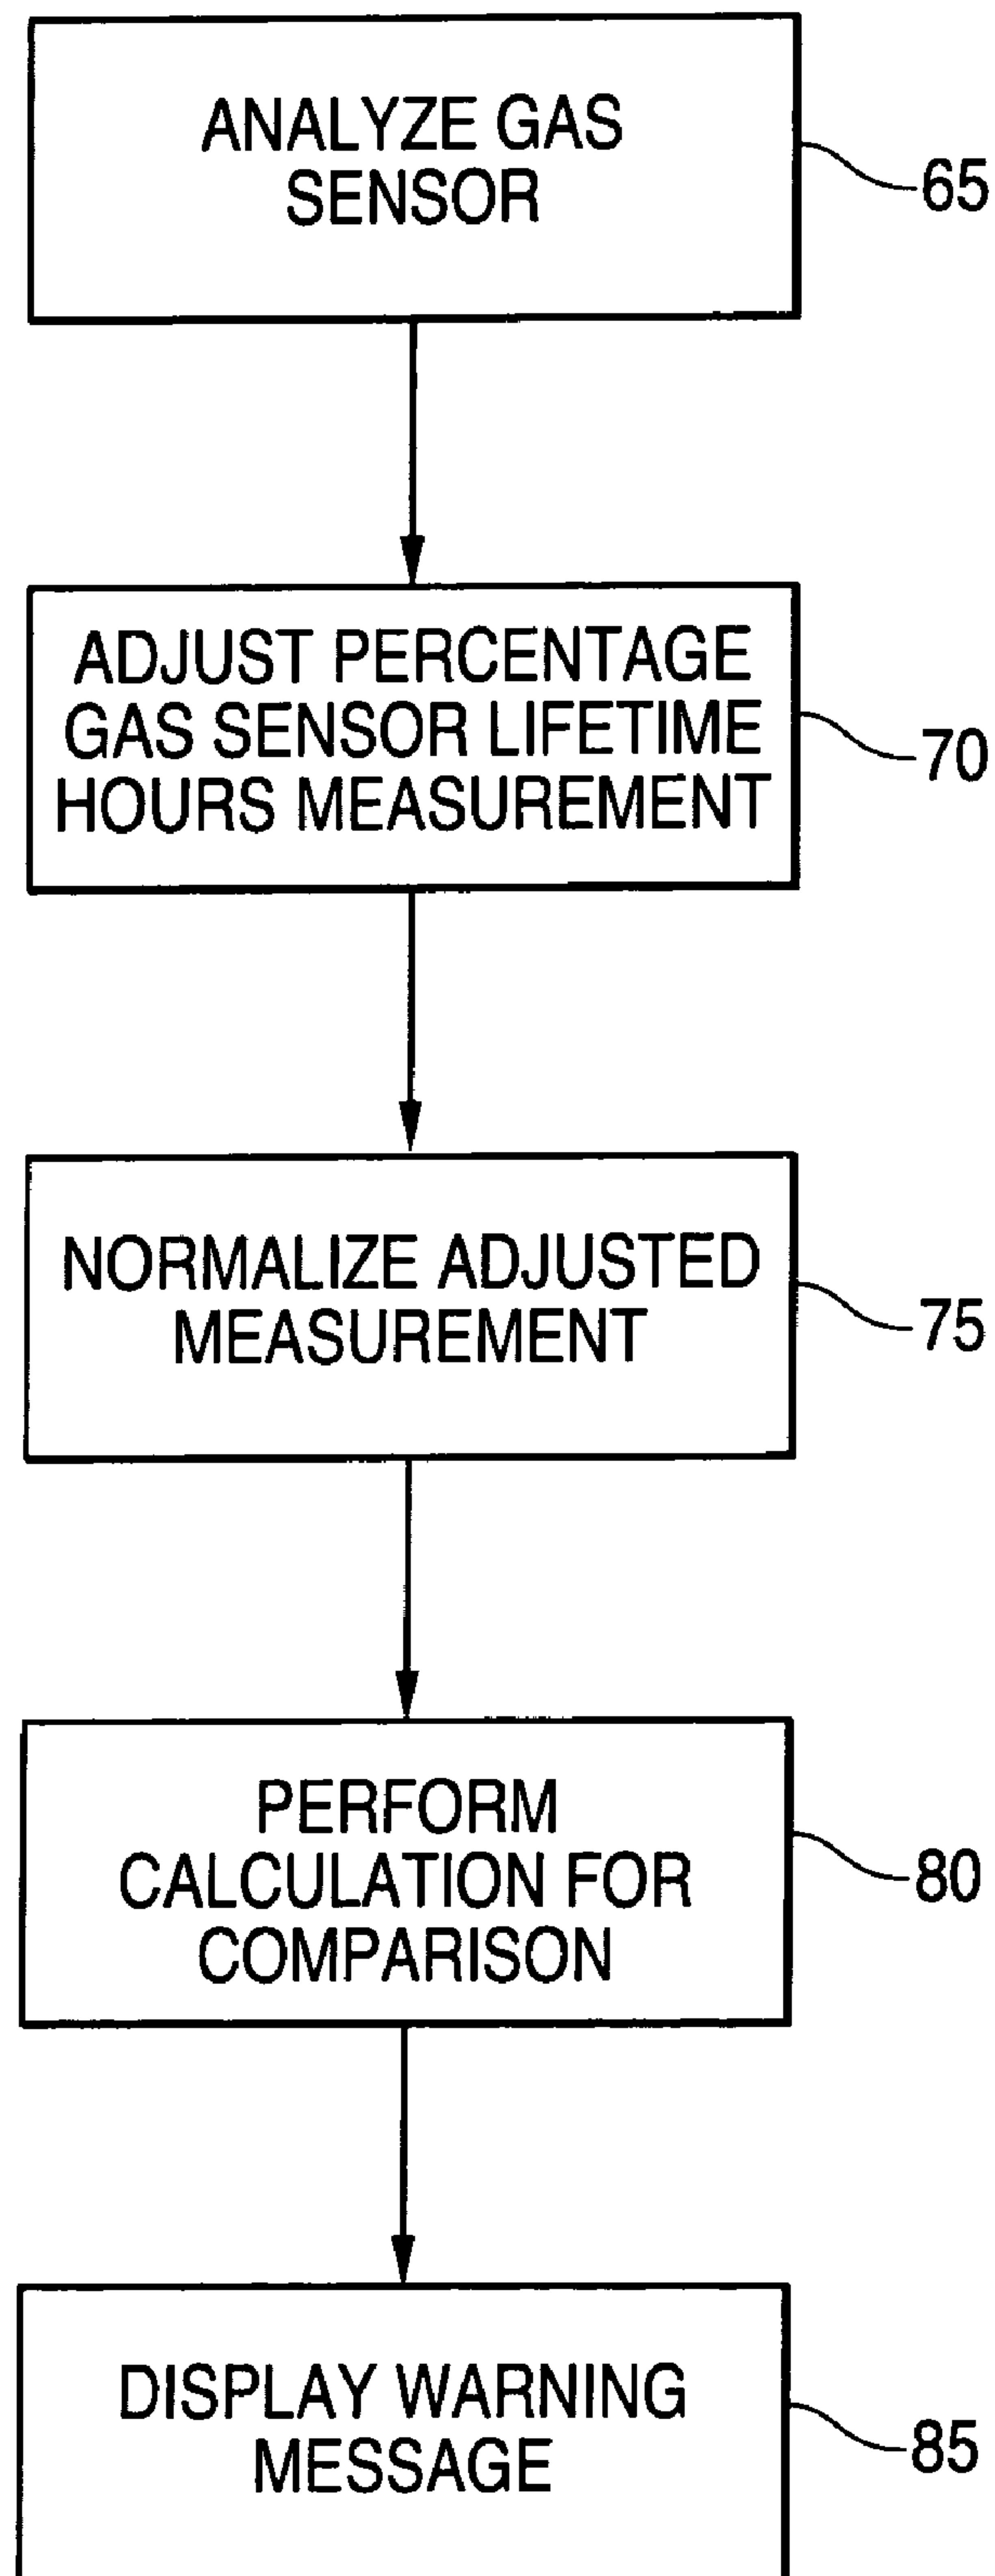 ANALYZE GAS
SENSOR
65
ADJUST PERCENTAGE
GAS SENSOR LIFETIME
HOURS MEASUREMENT
70
NORMALIZE ADJUSTED
MEASUREMENT
75
PERFORM
CALCULATION FOR
COMPARISON
80
DISPLAY WARNING
MESSAGE
85